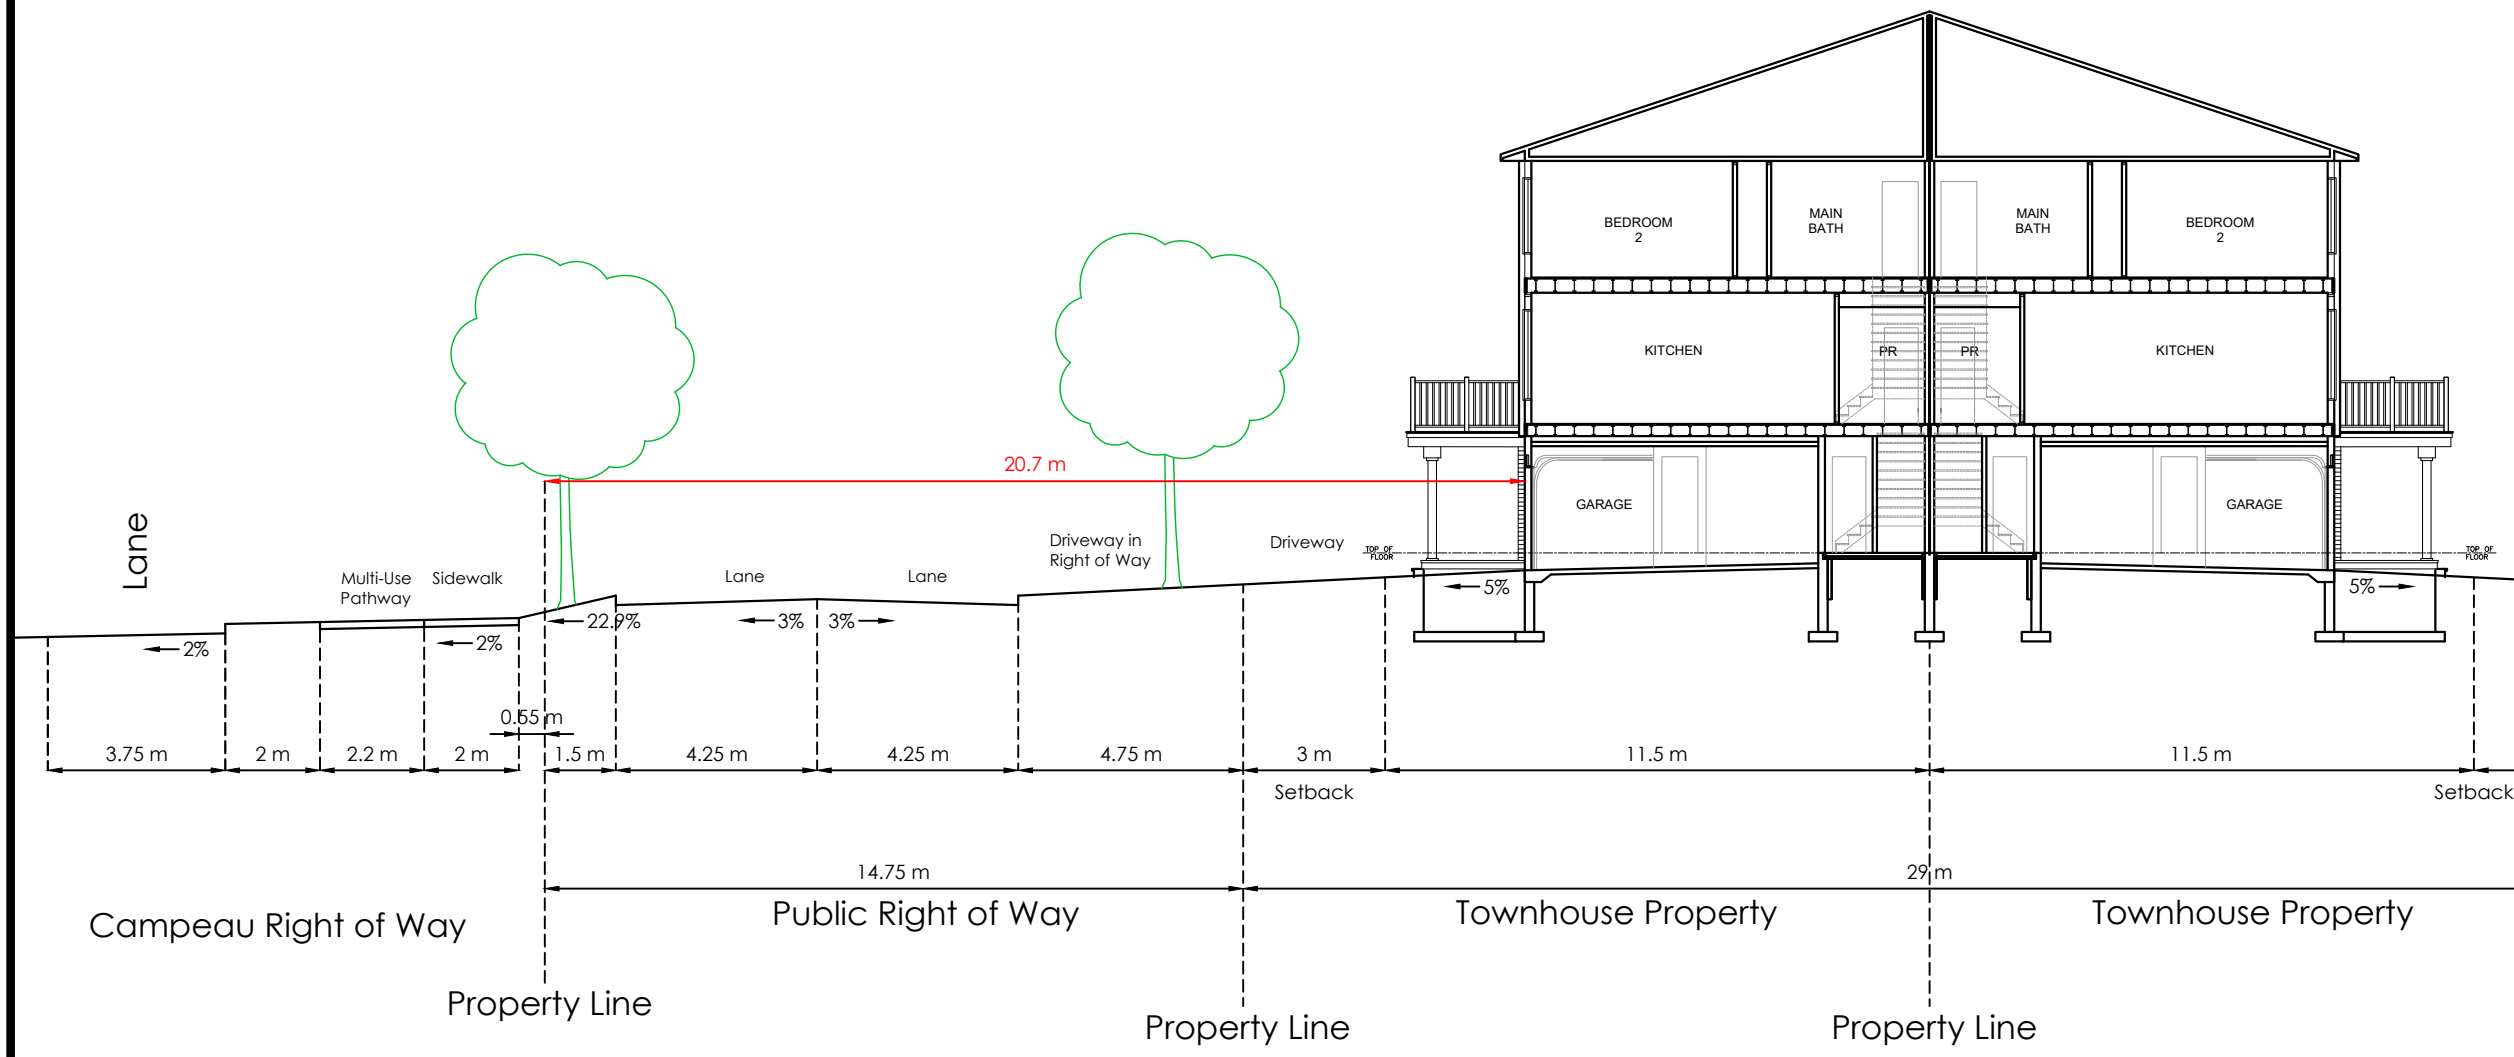 BEDROOM
2
MAIN
BATH
MAIN
BATH
BEDROOM
2
KITCHEN
PR
PR
KITCHEN
20.7 m
GARAGE
GARAGE
Lane
Multi-Use
Pathway
Sidewalk
Lane
Lane
Driveway in
Right of Way
Driveway
TOP OF
FLOOR
TOP OF
FLOOR
2%
2%
22.9%
3%
3%
5%
5%
0.55 m
3.75 m
2 m
2.2 m
2 m
1.5 m
4.25 m
4.25 m
4.75 m
3 m
11.5 m
11.5 m
Setback
Setback
14.75 m
29 m
Campeau Right of Way
Public Right of Way
Townhouse Property
Townhouse Property
Property Line
Property Line
Property Line